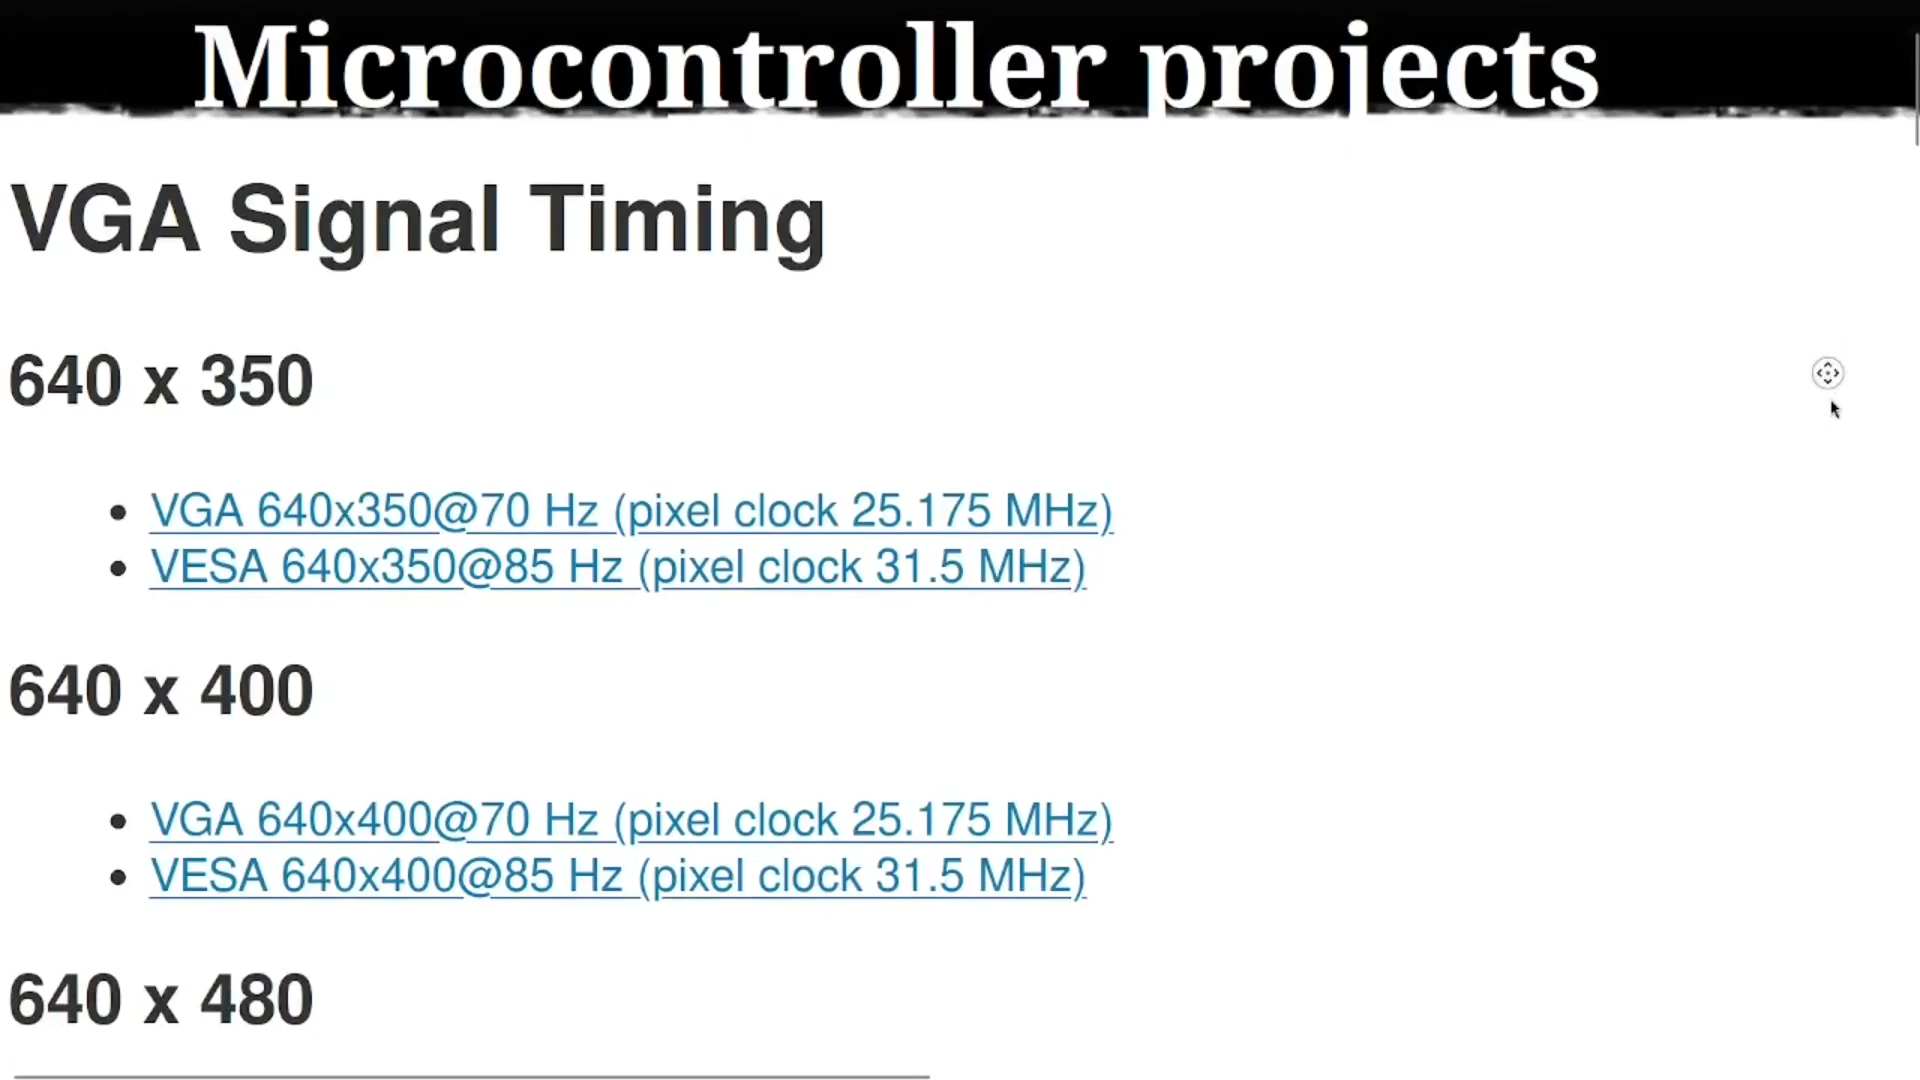 Microcontroller projects
VGA Signal Timing
640 x 350
VGA 640x350@70 Hz (pixel clock 25.175 MHz)
VESA 640x350@85 Hz (pixel clock 31.5 MHz)
640 x 400
VGA 640x400@70 Hz (pixel clock 25.175 MHz)
VESA 640x400@85 Hz (pixel clock 31.5 MHz)
640 x 480